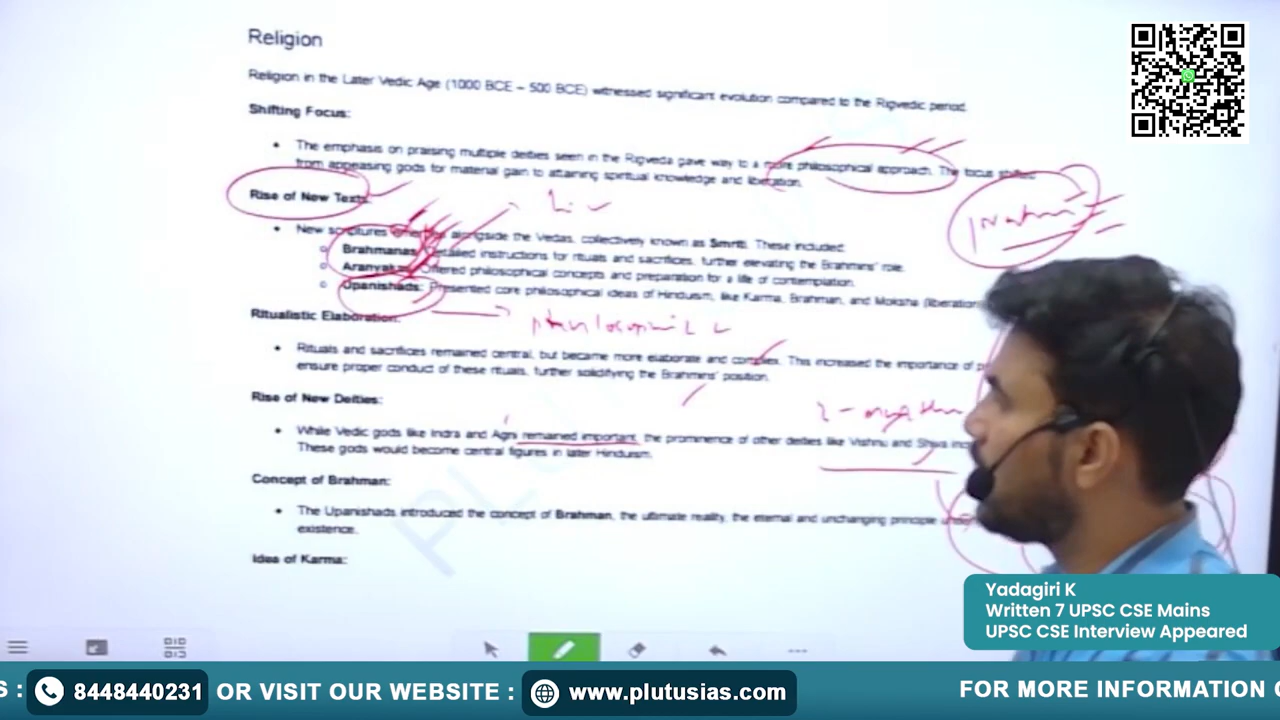 Religion
Religion in the Later Vedic Age (1000 BCE – 500 BCE) witnessed significant evolution compared to the Rigvedic period.
Shifting Focus:
• The emphasis on praising multiple deities seen in the Rigveda gave way to a more philosophical approach. The focus shifted
from appeasing gods for material gain to attaining spiritual knowledge and liberation.
Rise of New Texts:
• New scriptures alongside the Vedas, collectively known as Smriti. These included:
Brahmanas: Detailed instructions for rituals and sacrifices, further elevating the Brahmins' role.
Offered philosophical concepts and preparation for a life of contemplation.
Upanishads: Presented core philosophical ideas of Hinduism, like Karma, Brahman, and Moksha (liberation
Ritualistic Elaboration:
• Rituals and sacrifices remained central, but became more elaborate and complex. This increased the importance of
ensure proper conduct of these rituals, further solidifying the Brahmins' position.
Rise of New Deities:
• While Vedic gods like Indra and Agni remained important, the prominence of other deities like Vishnu and Shiva
These gods would become central figures in later Hinduism.
Concept of Brahman:
• The Upanishads introduced the concept of Brahman, the ultimate reality, the eternal and unchanging principle
existence.
Idea of Karma:
Yadagiri K
Written 7 UPSC CSE Mains
UPSC CSE Interview Appeared
8448440231 OR VISIT OUR WEBSITE : www.plutusias.com FOR MORE INFORMATION